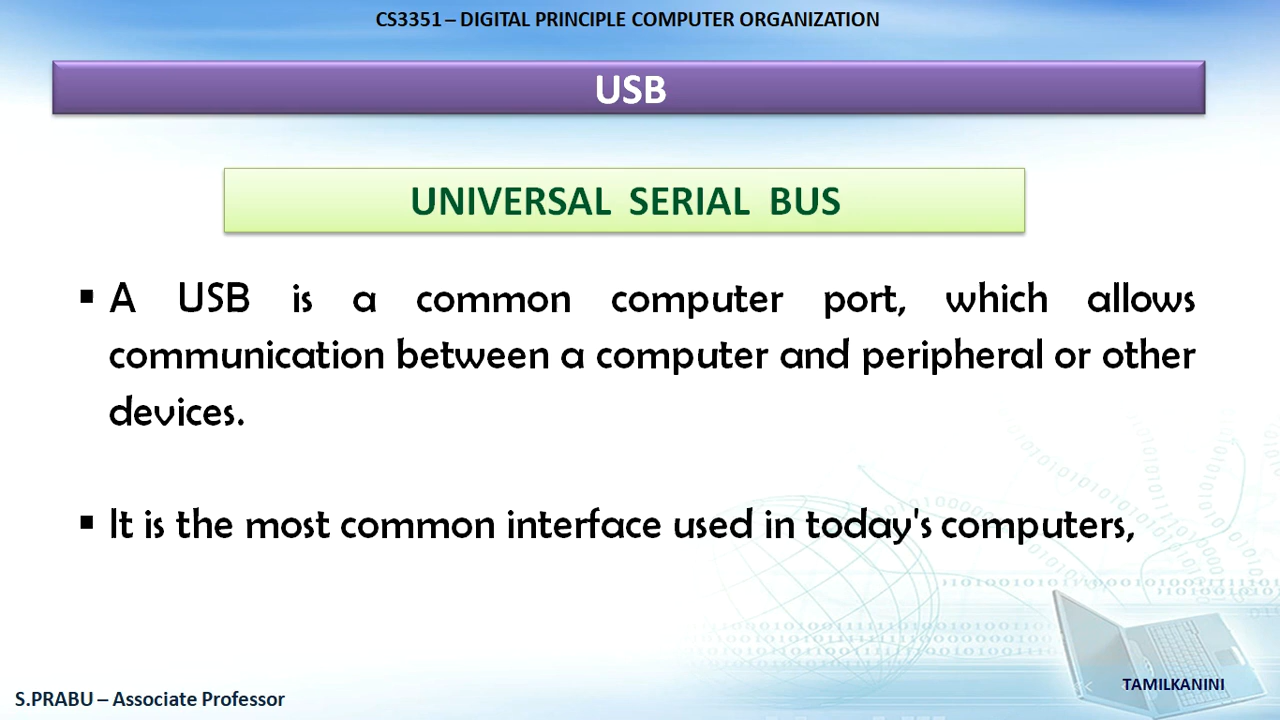 CS3351 – DIGITAL PRINCIPLE COMPUTER ORGANIZATION
USB
UNIVERSAL SERIAL BUS
▪ A USB is a common computer port, which allows
communication between a computer and peripheral or other
devices.
▪ It is the most common interface used in today's computers,
S.PRABU – Associate Professor
TAMILKANINI